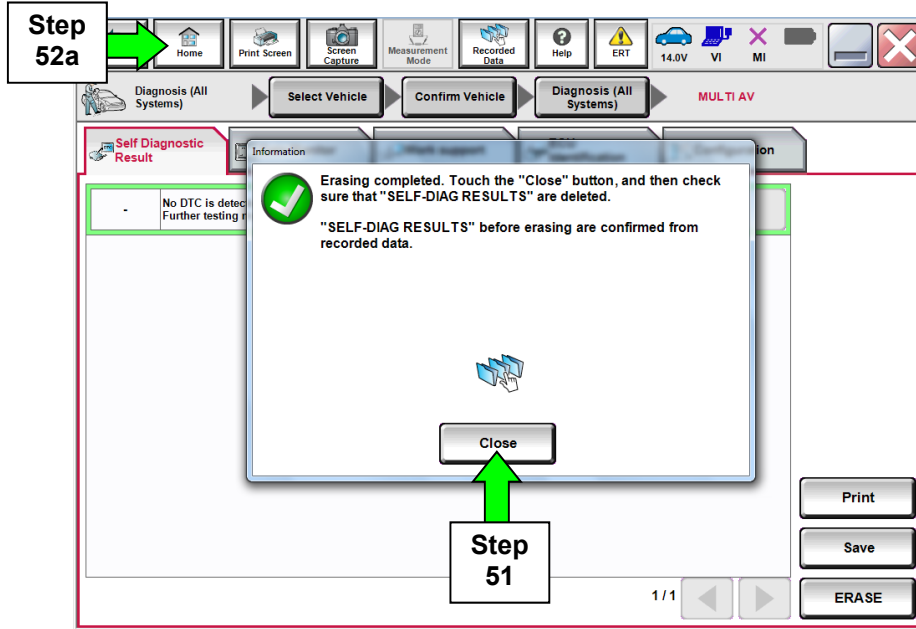 Step
52a
Home
Print Screen
Screen
Capture
Measurement
Mode
Recorded
Data
Help
ERT
14.0V
VI
MI
Diagnosis (All
Systems)
Select Vehicle
Confirm Vehicle
Diagnosis (All
Systems)
MULTI AV
Self Diagnostic
Result
Information
No DTC is detec
Further testing
-
Erasing completed. Touch the "Close" button, and then check
sure that "SELF-DIAG RESULTS" are deleted.
"SELF-DIAG RESULTS" before erasing are confirmed from
recorded data.
Close
Step
51
Print
Save
1/1
ERASE